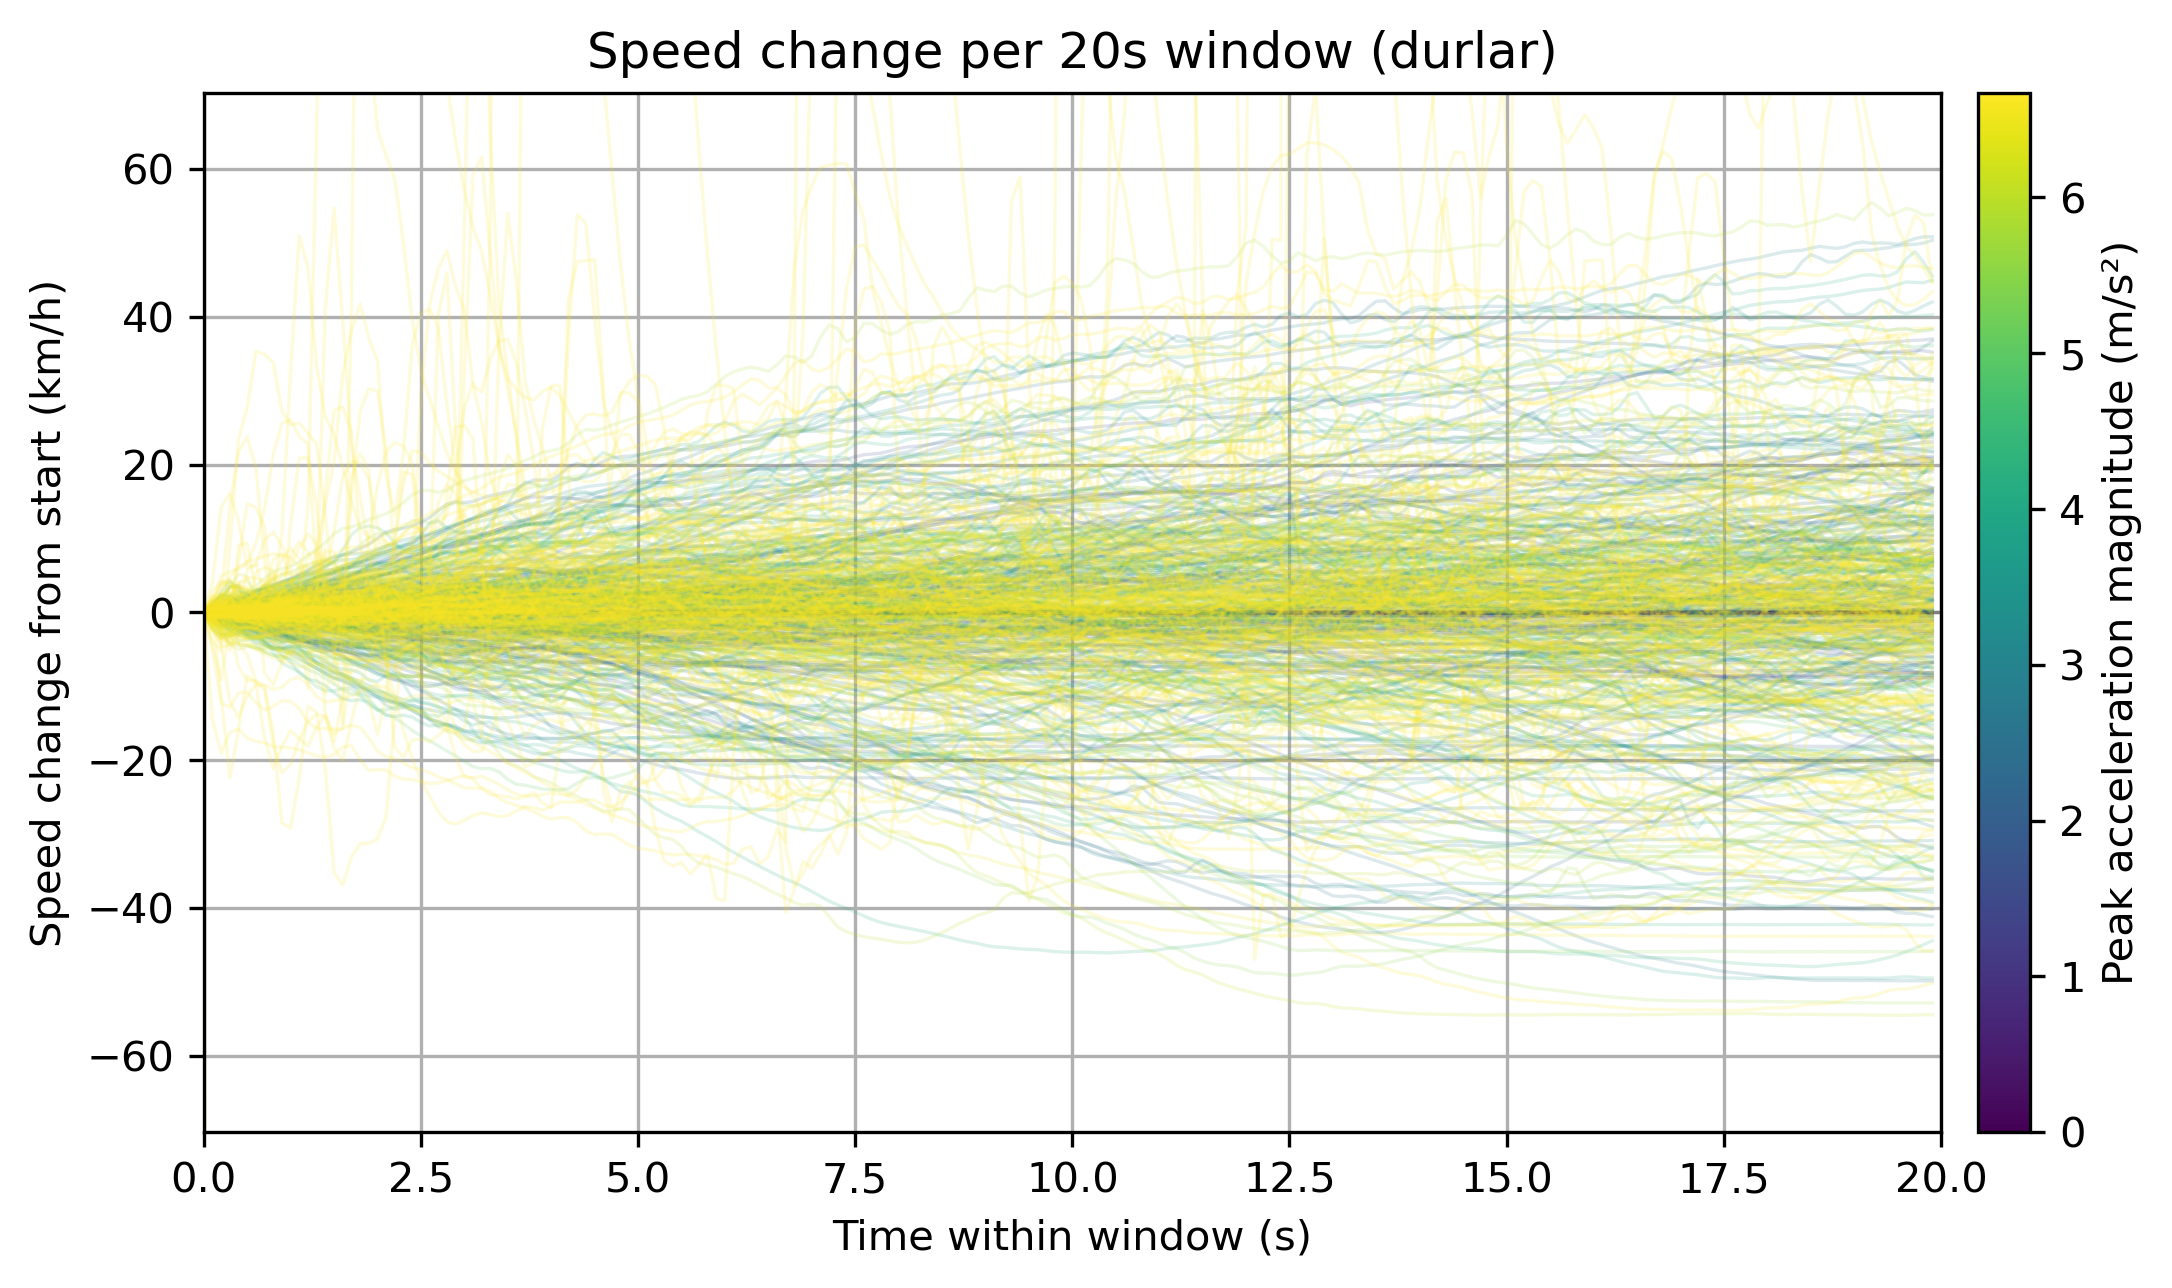 Speed change per 20s window (durlar)
Speed change from start (km/h)
60
40
20
0
−20
−40
−60
0.0 2.5 5.0 7.5 10.0 12.5 15.0 17.5 20.0
Time within window (s)
6
5
4
3
2
1
0
Peak acceleration magnitude (m/s²)